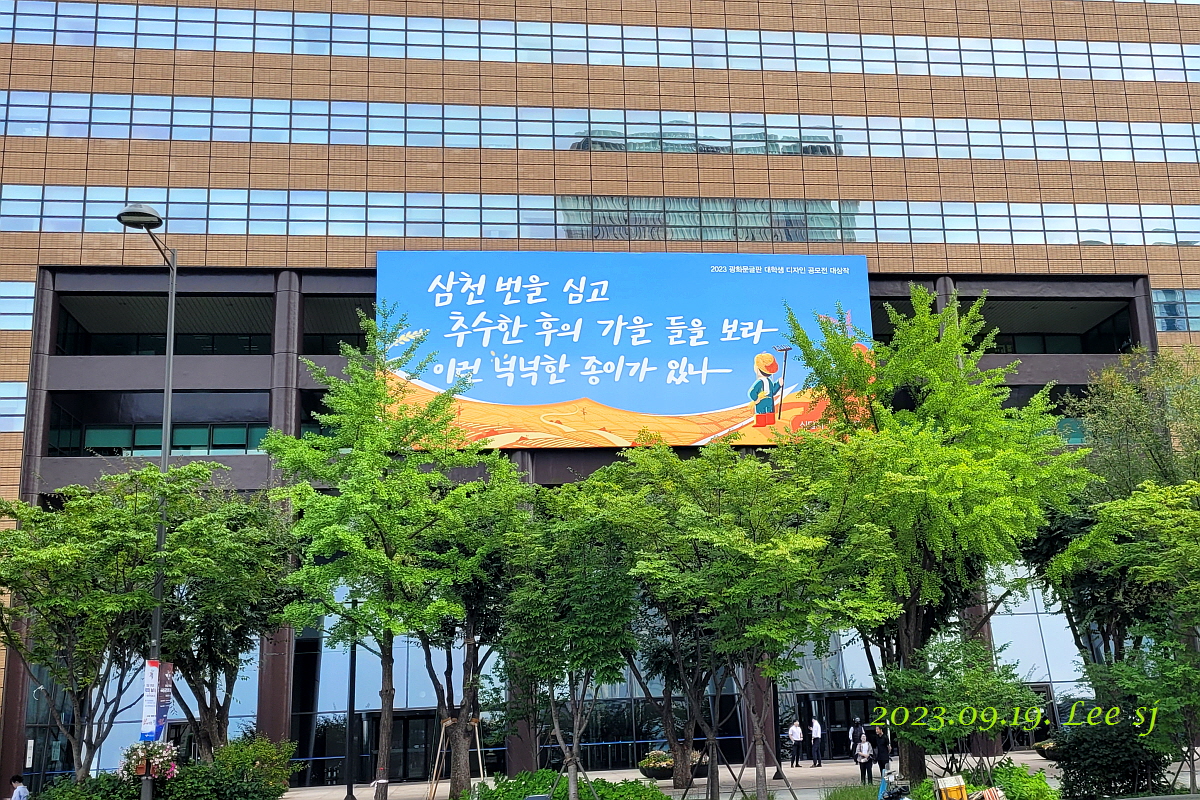 2023 광화문글판 대학생 디자인 공모전 대상작
삼천 번을 심고
추수한 후의 가을 들을 보라
이런 넉넉한 종이가 있나
2023.09.19. Lee sj